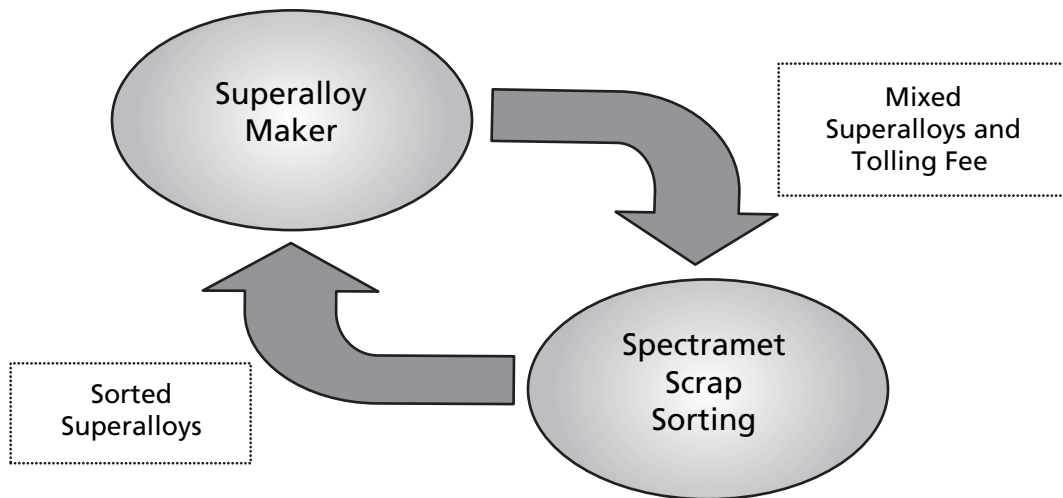 Superalloy
Maker
Mixed
Superalloys and
Tolling Fee
Spectramet
Scrap
Sorting
Sorted
Superalloys